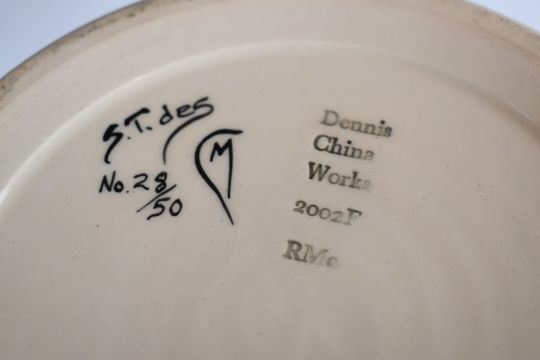 S.T. des
No. 28/50
M
Dennis
China
Works
2002F
RMc